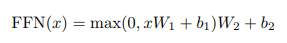 FFN(x) = max(0, xW₁ + b₁)W₂ + b₂